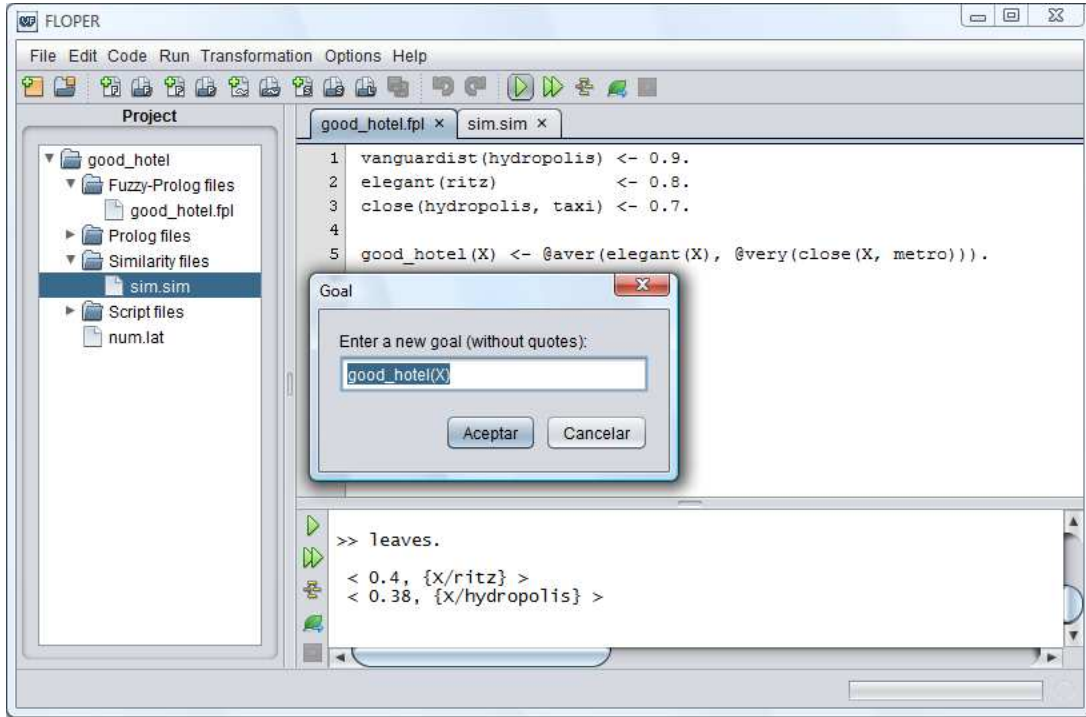 FLOPER
File Edit Code Run Transformation Options Help
Project
good_hotel
Fuzzy-Prolog files
good_hotel.fpl
Prolog files
Similarity files
sim.sim
Script files
num.lat
good_hotel.fpl × sim.sim ×
1 vanguardist(hydropolis) <- 0.9.
2 elegant(ritz) <- 0.8.
3 close(hydropolis, taxi) <- 0.7.
4
5 good_hotel(X) <- @aver(elegant(X), @very(close(X, metro))).
Goal
Enter a new goal (without quotes):
good_hotel(X)
Aceptar Cancelar
>> leaves.
< 0.4, {X/ritz} >
< 0.38, {X/hydropolis} >